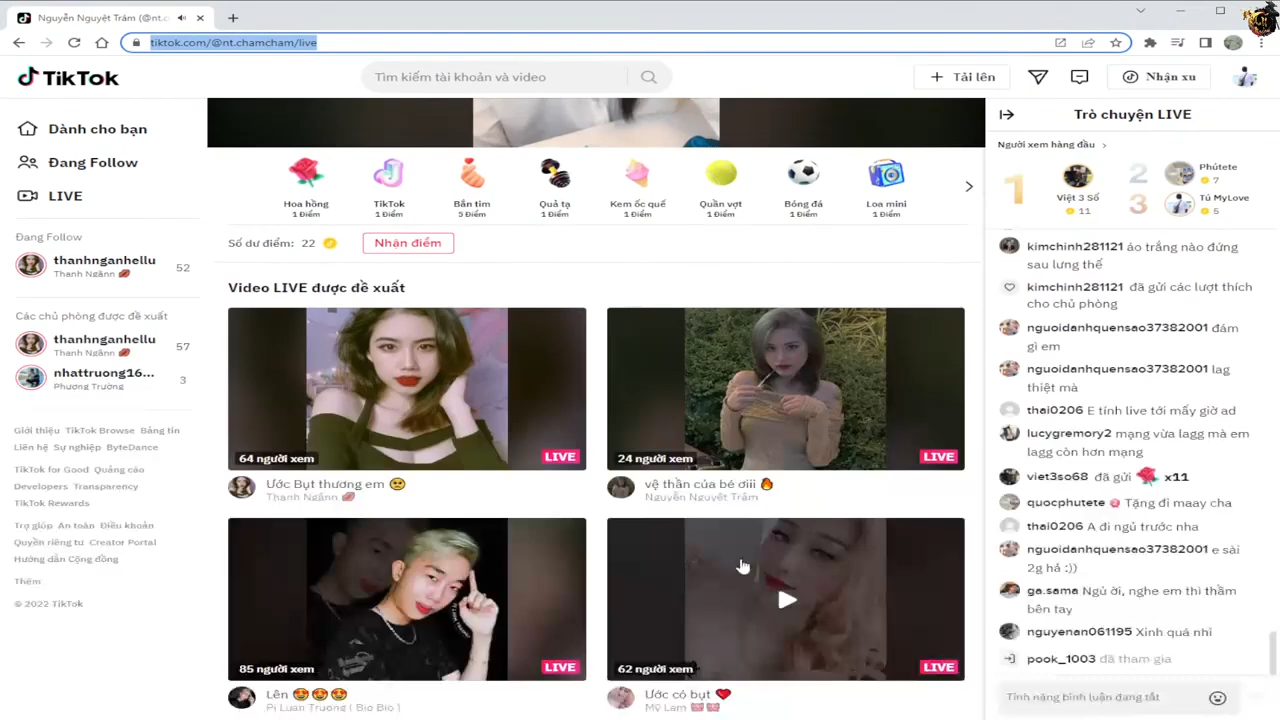 Nguyễn Nguyệt Trâm (@nt.c
tiktok.com/@nt.chamcham/live
TikTok
Tìm kiếm tài khoản và video
Tải lên
Nhận xu
Dành cho bạn
Đang Follow
LIVE
Đang Follow
thanhnganhellu
Thanh Ngânn
52
Các chủ phòng được đề xuất
thanhnganhellu
Thanh Ngânn
57
nhattruong16...
Phượng Trường
3
Giới thiệu TikTok Browse Bảng tin
Liên hệ Sự nghiệp ByteDance
TikTok for Good Quảng cáo
Developers Transparency
TikTok Rewards
Trợ giúp An toàn Điều khoản
Quyền riêng tư Creator Portal
Hướng dẫn Cộng đồng
Thêm
© 2022 TikTok
Hoa hồng
1 Điểm
TikTok
1 Điểm
Bắn tim
5 Điểm
Quả tạ
1 Điểm
Kem ốc quế
1 Điểm
Quần vợt
1 Điểm
Bóng đá
1 Điểm
Loa mini
1 Điểm
Số dư điểm: 22
Nhận điểm
Video LIVE được đề xuất
64 người xem
LIVE
Ước Bụt thương em
Thanh Ngânn
24 người xem
LIVE
vệ thần của bé ơiii
Nguyễn Nguyệt Trâm
85 người xem
LIVE
Lên
Pi Luan Truong ( Bio Bio )
62 người xem
LIVE
Ước có bụt
Mỹ Lam
Trò chuyện LIVE
Người xem hàng đầu
1
Việt 3 Số
11
2
Phútete
7
3
Tú MyLove
5
kimchinh281121 áo trắng nào đứng
sau lưng thế
kimchinh281121 đã gửi các lượt thích
cho chủ phòng
nguoidanhquensao37382001 đám
gì em
nguoidanhquensao37382001 lag
thiệt mà
thai0206 E tính live tới mấy giờ ad
lucygremory2 mạng vừa lagg mà em
lagg còn hơn mạng
viet3so68 đã gửi x11
quocphutete Tặng đi maay cha
thai0206 A đi ngủ trước nha
nguoidanhquensao37382001 e sài
2g hả :))
ga.sama Ngủ ời, nghe em thì thầm
bên tay
nguyenan061195 Xinh quá nhỉ
pook_1003 đã tham gia
Tính năng bình luận đang tắt